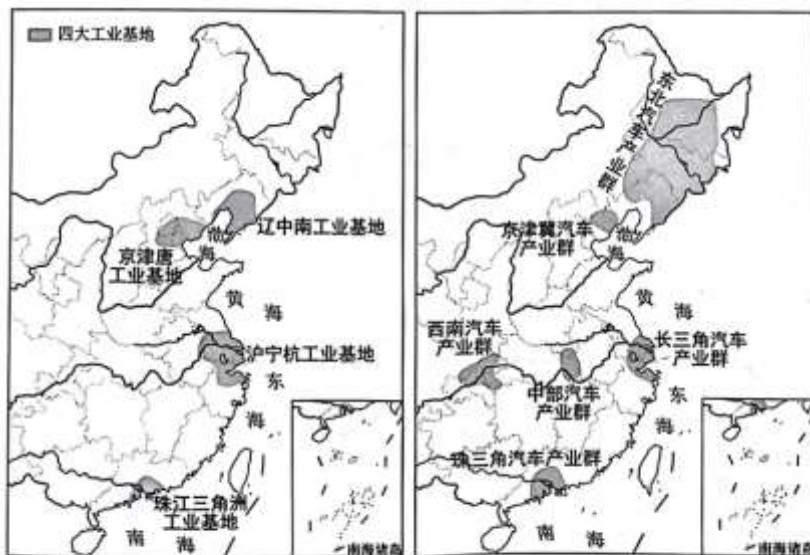 四大工业基地
辽中南工业基地
京津唐
工业基地
渤
海
黄
海
沪宁杭工业基地
东
海
珠江三角洲
工业基地
南 海
南海诸岛
东北汽车产业群
京津冀汽车
产业群
渤
海
黄
海
西南汽车
产业群
长三角汽车
产业群
中部汽车
产业群
东
海
珠三角汽车产业群
南 海
南海诸岛